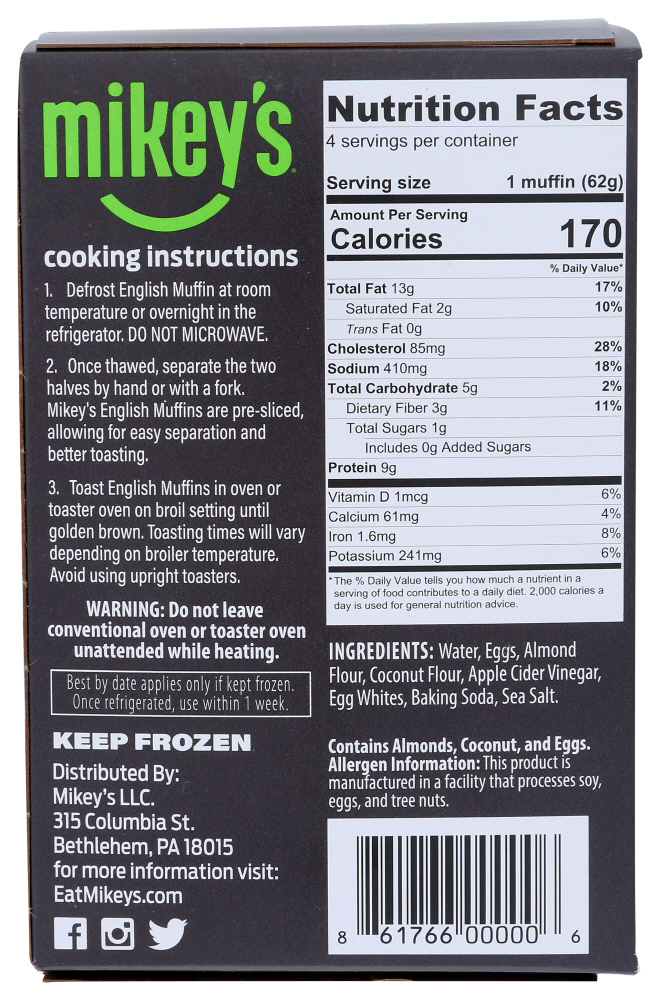 mikey's
cooking instructions
1. Defrost English Muffin at room
temperature or overnight in the
refrigerator. DO NOT MICROWAVE.
2. Once thawed, separate the two
halves by hand or with a fork.
Mikey's English Muffins are pre-sliced,
allowing for easy separation and
better toasting.
3. Toast English Muffins in oven or
toaster oven on broil setting until
golden brown. Toasting times will vary
depending on broiler temperature.
Avoid using upright toasters.
WARNING: Do not leave
conventional oven or toaster oven
unattended while heating.
Best by date applies only if kept frozen.
Once refrigerated, use within 1 week.
KEEP FROZEN
Distributed By:
Mikey's LLC.
315 Columbia St.
Bethlehem, PA 18015
for more information visit:
EatMikeys.com
Nutrition Facts
4 servings per container
Serving size 1 muffin (62g)
Amount Per Serving
Calories 170
% Daily Value*
Total Fat 13g 17%
Saturated Fat 2g 10%
Trans Fat 0g
Cholesterol 85mg 28%
Sodium 410mg 18%
Total Carbohydrate 5g 2%
Dietary Fiber 3g 11%
Total Sugars 1g
Includes 0g Added Sugars
Protein 9g
Vitamin D 1mcg 6%
Calcium 61mg 4%
Iron 1.6mg 8%
Potassium 241mg 6%
*The % Daily Value tells you how much a nutrient in a
serving of food contributes to a daily diet. 2,000 calories a
day is used for general nutrition advice.
INGREDIENTS: Water, Eggs, Almond
Flour, Coconut Flour, Apple Cider Vinegar,
Egg Whites, Baking Soda, Sea Salt.
Contains Almonds, Coconut, and Eggs.
Allergen Information: This product is
manufactured in a facility that processes soy,
eggs, and tree nuts.
8 61766 00000 6